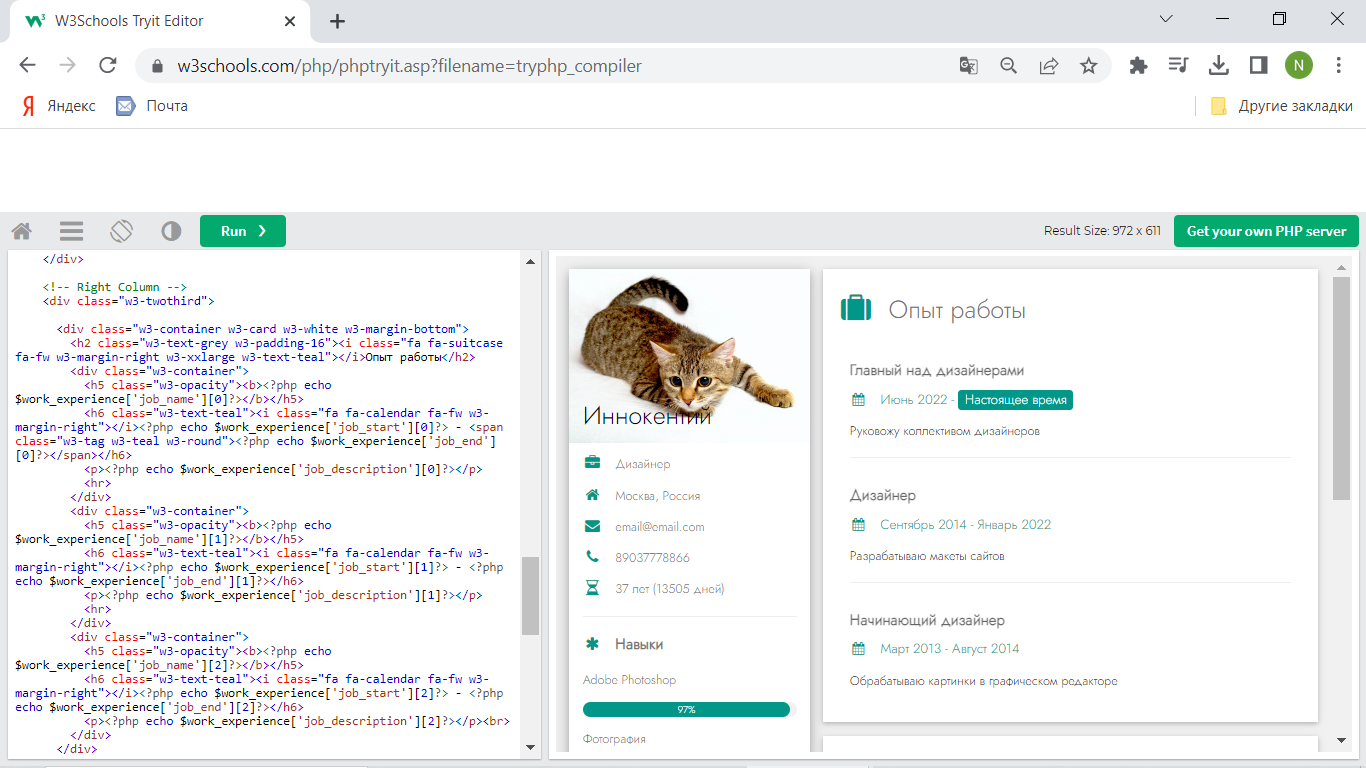 W3Schools Tryit Editor
w3schools.com/php/phptryit.asp?filename=tryphp_compiler
N
Яндекс
Почта
Другие закладки
Run ❯
Result Size: 972 x 611
Get your own PHP server
</div>
<!-- Right Column -->
<div class="w3-twothird">
<div class="w3-container w3-card w3-white w3-margin-bottom">
<h2 class="w3-text-grey w3-padding-16"><i class="fa fa-suitcase
fa-fw w3-margin-right w3-xxlarge w3-text-teal"></i>Опыт работы</h2>
<div class="w3-container">
<h5 class="w3-opacity"><b><?php echo
$work_experience['job_name'][0]?></b></h5>
<h6 class="w3-text-teal"><i class="fa fa-calendar fa-fw w3-
margin-right"></i><?php echo $work_experience['job_start'][0]?> - <span
class="w3-tag w3-teal w3-round"><?php echo $work_experience['job_end']
[0]?></span></h6>
<p><?php echo $work_experience['job_description'][0]?></p>
<hr>
</div>
<div class="w3-container">
<h5 class="w3-opacity"><b><?php echo
$work_experience['job_name'][1]?></b></h5>
<h6 class="w3-text-teal"><i class="fa fa-calendar fa-fw w3-
margin-right"></i><?php echo $work_experience['job_start'][1]?> - <?php
echo $work_experience['job_end'][1]?></h6>
<p><?php echo $work_experience['job_description'][1]?></p>
<hr>
</div>
<div class="w3-container">
<h5 class="w3-opacity"><b><?php echo
$work_experience['job_name'][2]?></b></h5>
<h6 class="w3-text-teal"><i class="fa fa-calendar fa-fw w3-
margin-right"></i><?php echo $work_experience['job_start'][2]?> - <?php
echo $work_experience['job_end'][2]?></h6>
<p><?php echo $work_experience['job_description'][2]?></p><br>
</div>
</div>
Иннокентий
Дизайнер
Москва, Россия
email@email.com
89037778866
37 лет (13505 дней)
Навыки
Adobe Photoshop
97%
Фотография
Опыт работы
Главный над дизайнерами
Июнь 2022 - Настоящее время
Руковожу коллективом дизайнеров
Дизайнер
Сентябрь 2014 - Январь 2022
Разрабатываю макеты сайтов
Начинающий дизайнер
Март 2013 - Август 2014
Обрабатываю картинки в графическом редакторе